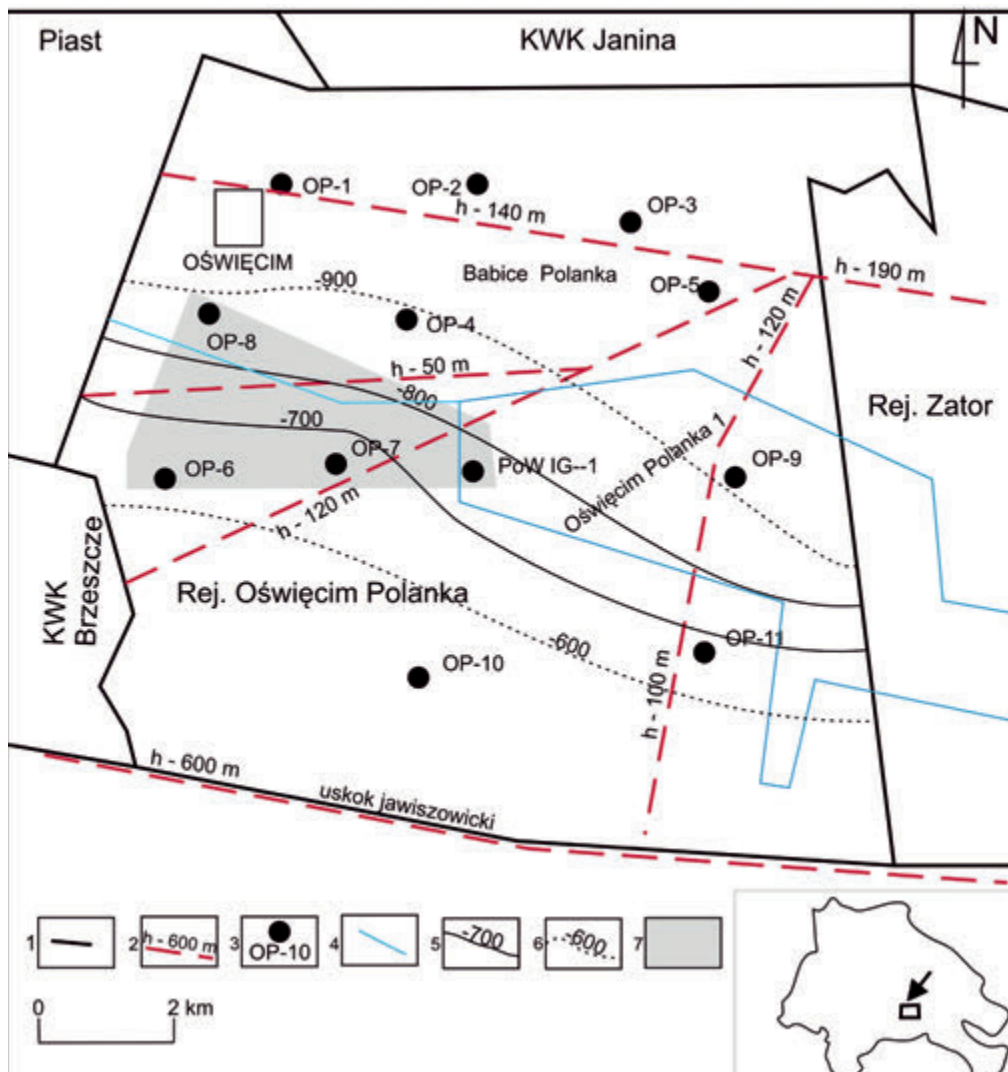 Piast
KWK Janina
N
OP-1
OP-2
h - 140 m
OP-3
OŚWIĘCIM
Babice Polanka
h - 190 m
-900
OP-5
OP-8
OP-4
h - 120 m
h - 50 m
-800
-700
Rej. Zator
OP-6
OP-7
PoW IG--1
Oświęcim Polanka 1
OP-9
h - 120 m
KWK
Brzeszcze
Rej. Oświęcim Polanka
-600
OP-10
OP-11
h - 100 m
h - 600 m
uskok jawiszowicki
1
2 h - 600 m
3 OP-10
4
5 -700
6 -600
7
0 2 km